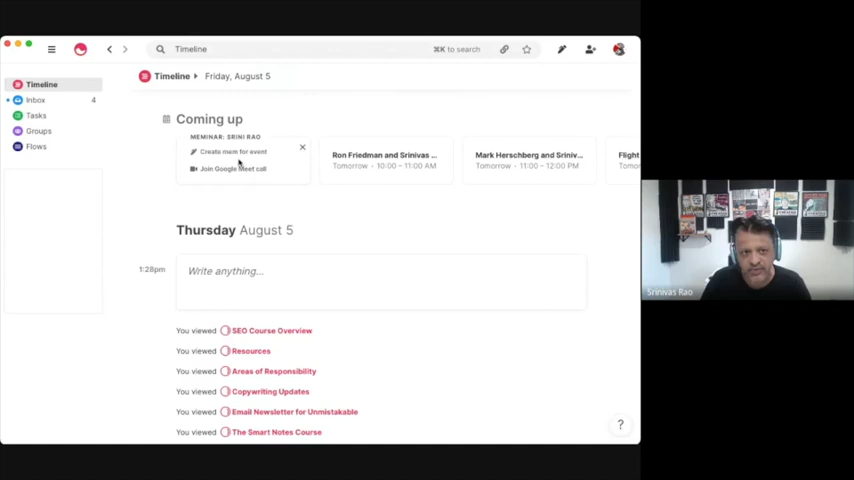 Timeline
⌘K to search
Timeline
Inbox
4
Tasks
Groups
Flows
Timeline
Friday, August 5
Coming up
MEMINAR: SRINI RAO
Create mem for event
Join Google Meet call
Ron Friedman and Srinivas ...
Tomorrow • 10:00 – 11:00 AM
Mark Herschberg and Sriniv...
Tomorrow • 11:00 – 12:00 PM
Flight
Tomor
Thursday August 5
1:28pm
Write anything...
You viewed SEO Course Overview
You viewed Resources
You viewed Areas of Responsibility
You viewed Copywriting Updates
You viewed Email Newsletter for Unmistakable
You viewed The Smart Notes Course
?
Srinivas Rao